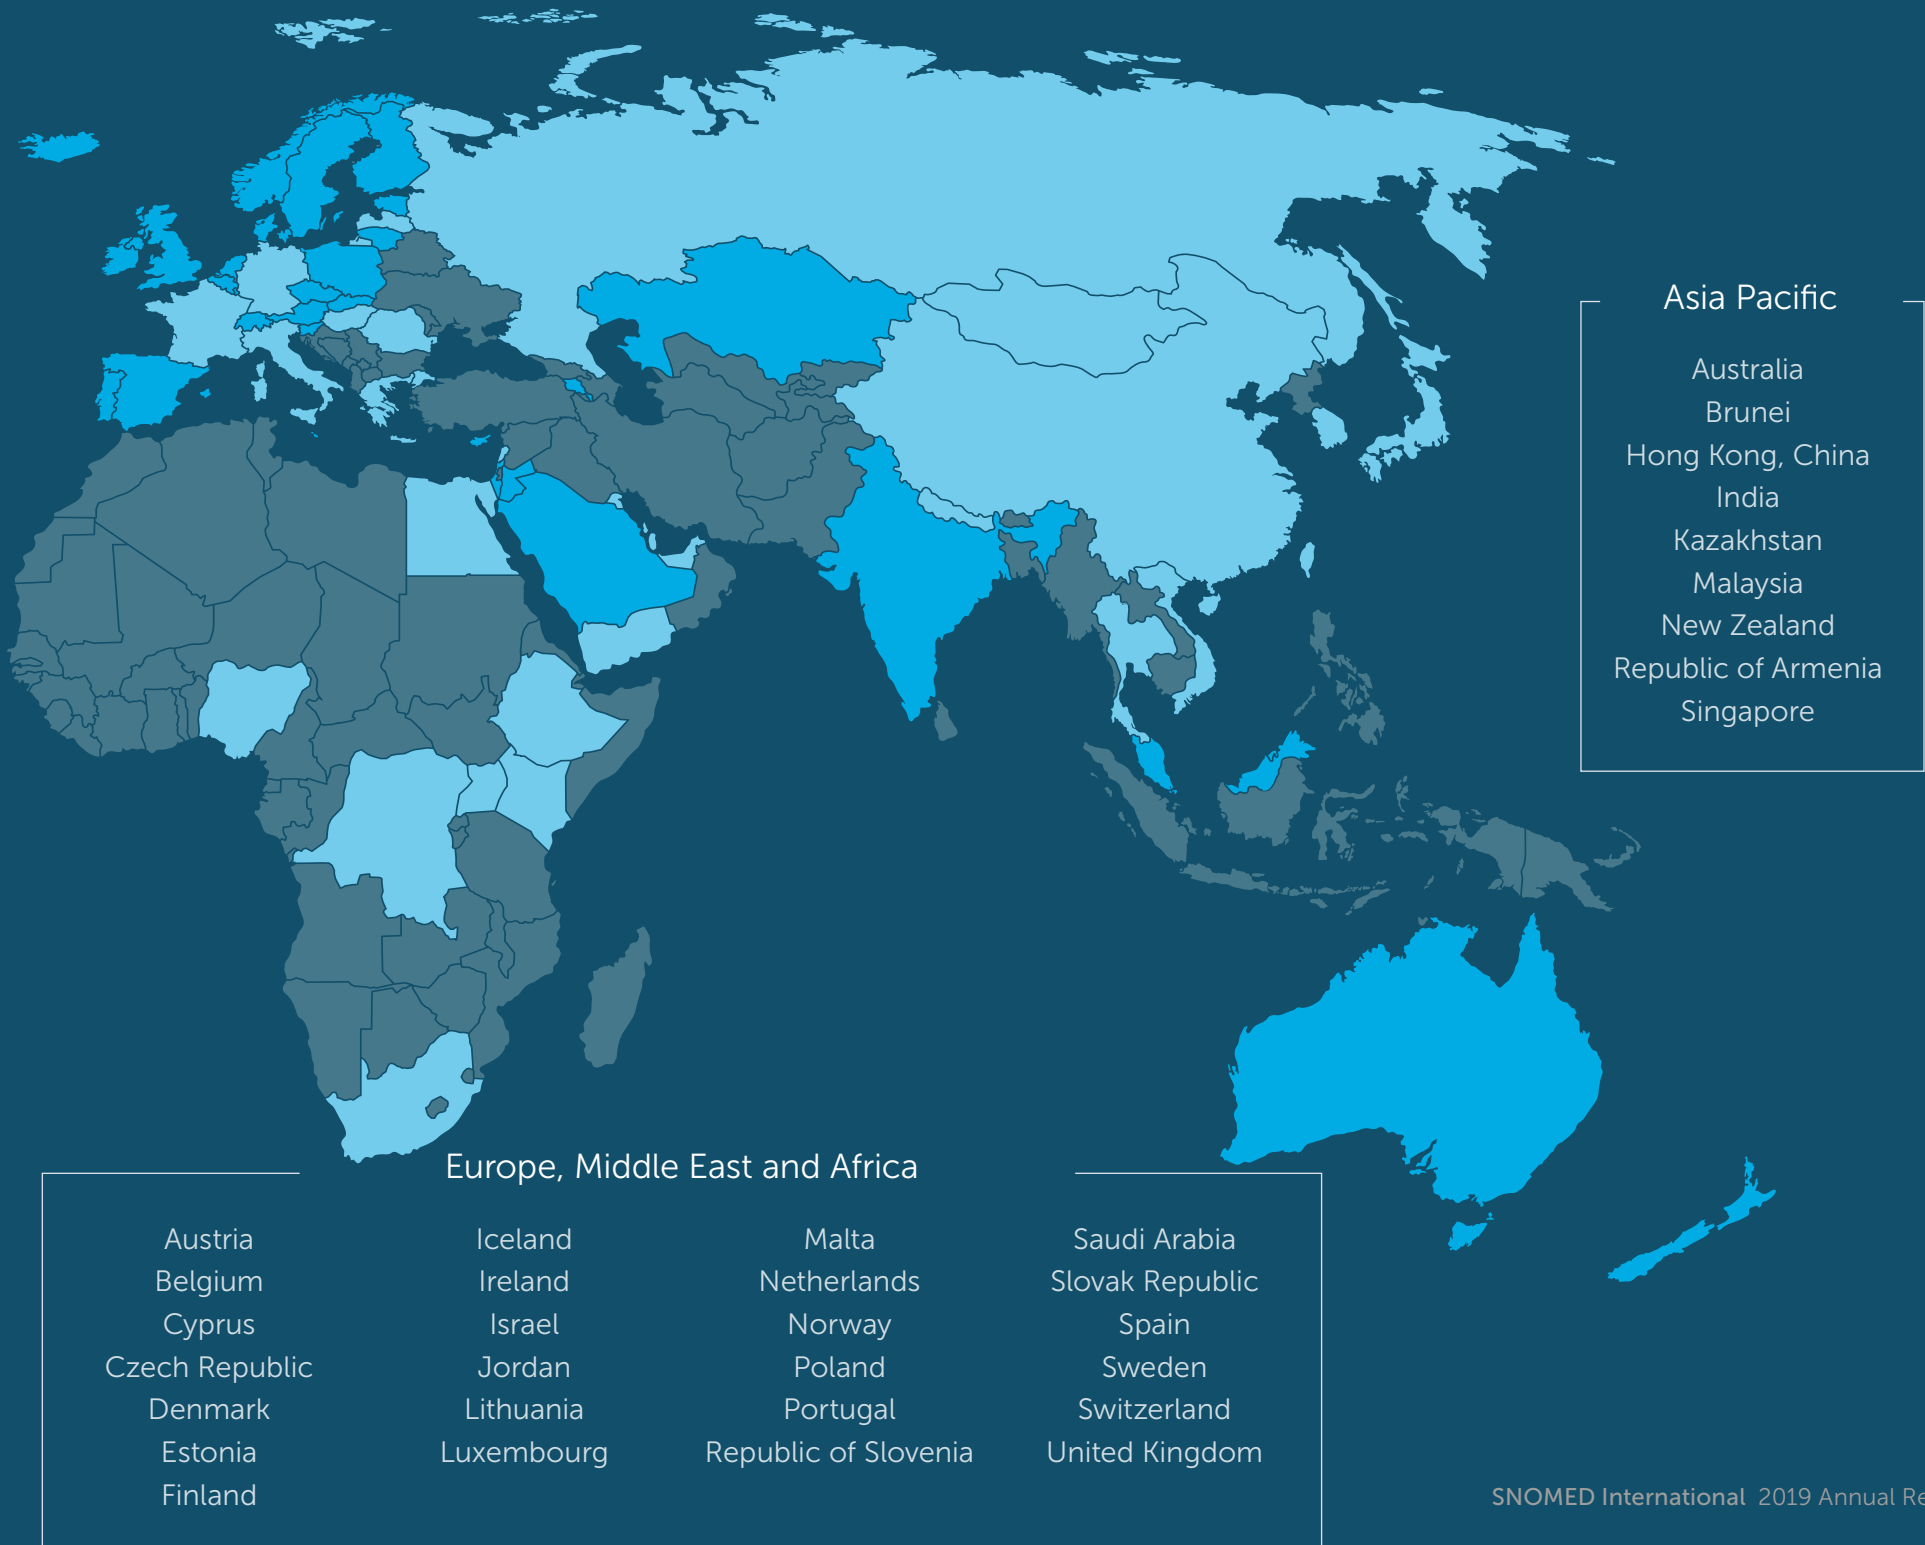 Asia Pacific
Australia
Brunei
Hong Kong, China
India
Kazakhstan
Malaysia
New Zealand
Republic of Armenia
Singapore
Europe, Middle East and Africa
Austria
Belgium
Cyprus
Czech Republic
Denmark
Estonia
Finland
Iceland
Ireland
Israel
Jordan
Lithuania
Luxembourg
Malta
Netherlands
Norway
Poland
Portugal
Republic of Slovenia
Saudi Arabia
Slovak Republic
Spain
Sweden
Switzerland
United Kingdom
SNOMED International 2019 Annual Re